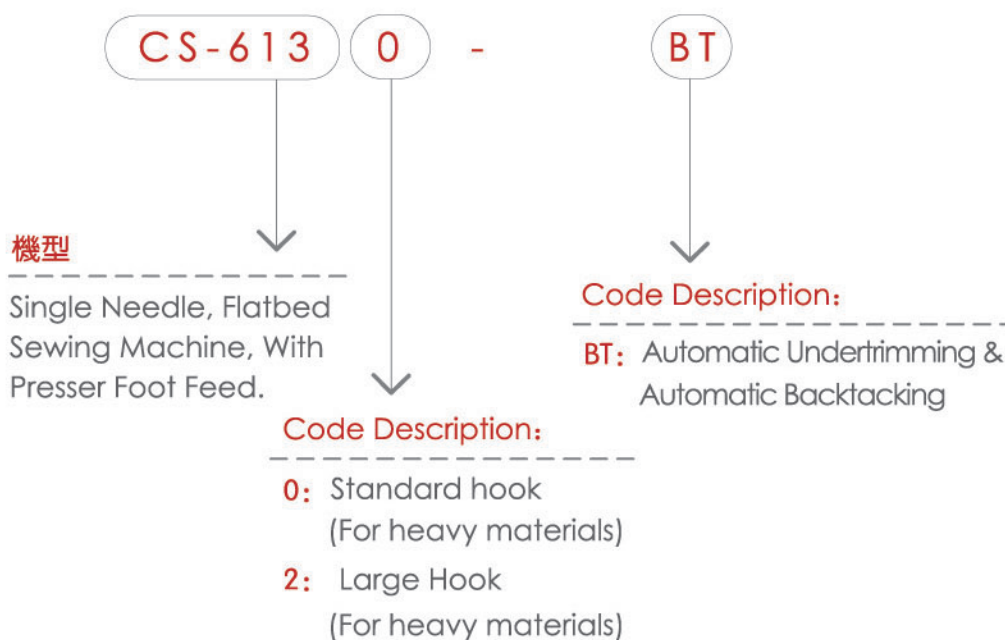 CS-613 0 - BT
機型
Single Needle, Flatbed
Sewing Machine, With
Presser Foot Feed.
Code Description:
0: Standard hook
(For heavy materials)
2: Large Hook
(For heavy materials)
Code Description:
BT: Automatic Undertrimming &
Automatic Backtacking